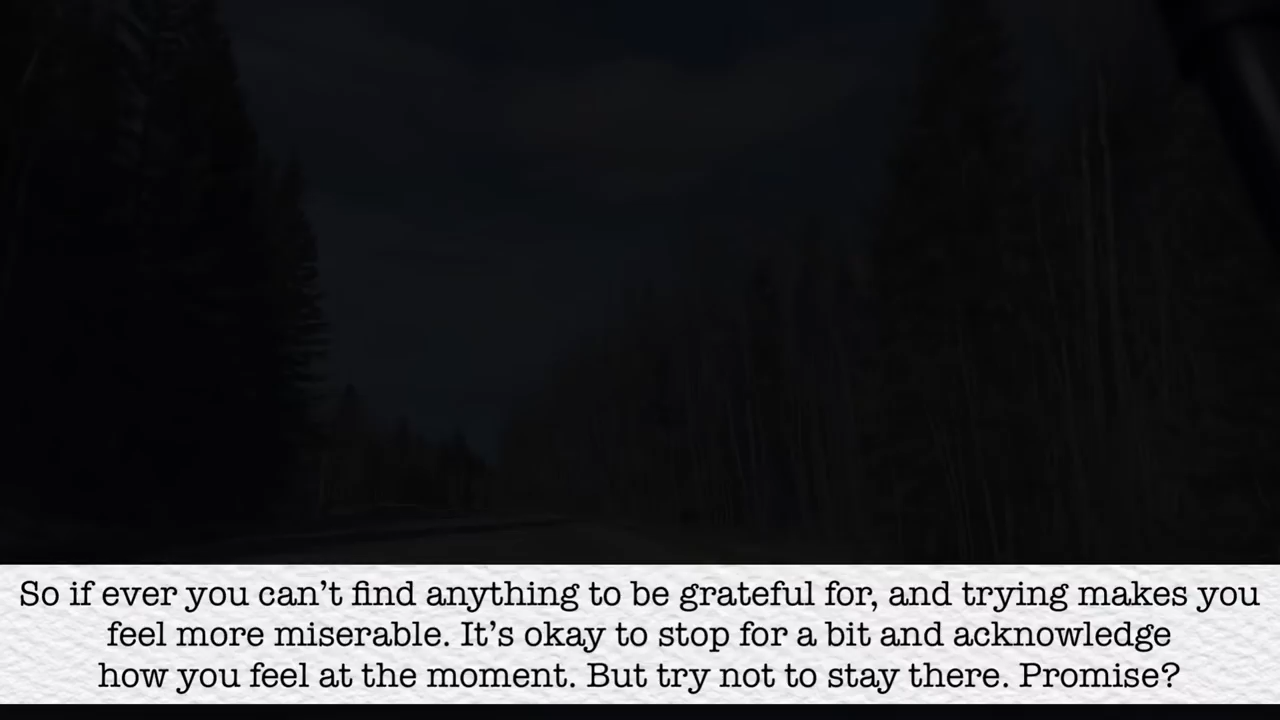 So if ever you can’t find anything to be grateful for, and trying makes you
feel more miserable. It’s okay to stop for a bit and acknowledge
how you feel at the moment. But try not to stay there. Promise?